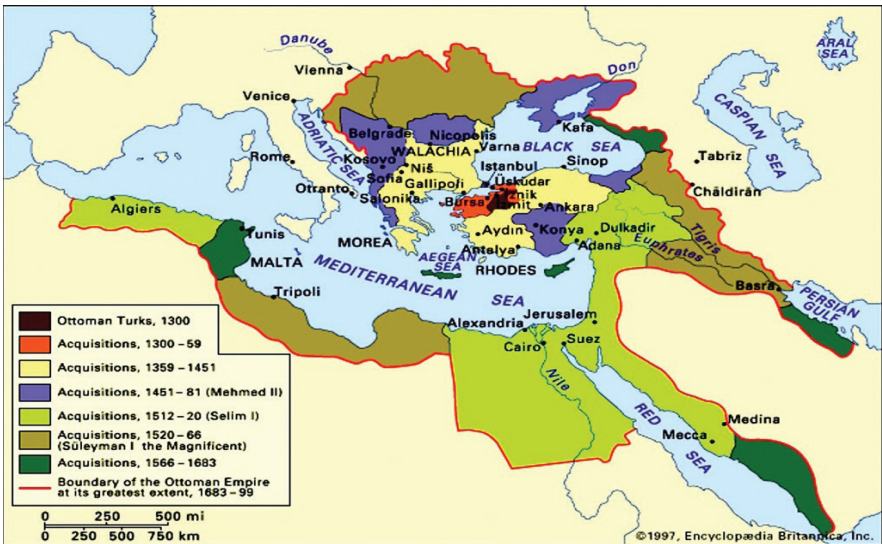 Danube
Vienna
Venice
ADRIATIC SEA
Rome
Otranto
Belgrade
Nicopolis
WALACHIA
Varna
Kosovo
Niš
Sofia
Gallipoli
Salonika
MOREA
BLACK SEA
Don
Kafa
Sinop
Istanbul
Üsküdar
İznik
İzmit
Bursa
Ankara
Aydın
Konya
Antalya
Adana
Dulkadir
Euphrates
Tigris
Tabriz
Chāldirān
CASPIAN SEA
ARAL SEA
Basra
PERSIAN GULF
AEGEAN SEA
RHODES
MEDITERRANEAN SEA
MALTA
Algiers
Tunis
Tripoli
Alexandria
Jerusalem
Cairo
Suez
Nile
RED SEA
Medina
Mecca
Ottoman Turks, 1300
Acquisitions, 1300–59
Acquisitions, 1359–1451
Acquisitions, 1451–81 (Mehmed II)
Acquisitions, 1512–20 (Selim I)
Acquisitions, 1520–66
(Süleyman I the Magnificent)
Acquisitions, 1566–1683
Boundary of the Ottoman Empire
at its greatest extent, 1683–99
0 250 500 mi
0 250 500 750 km
©1997, Encyclopædia Britannica, Inc.